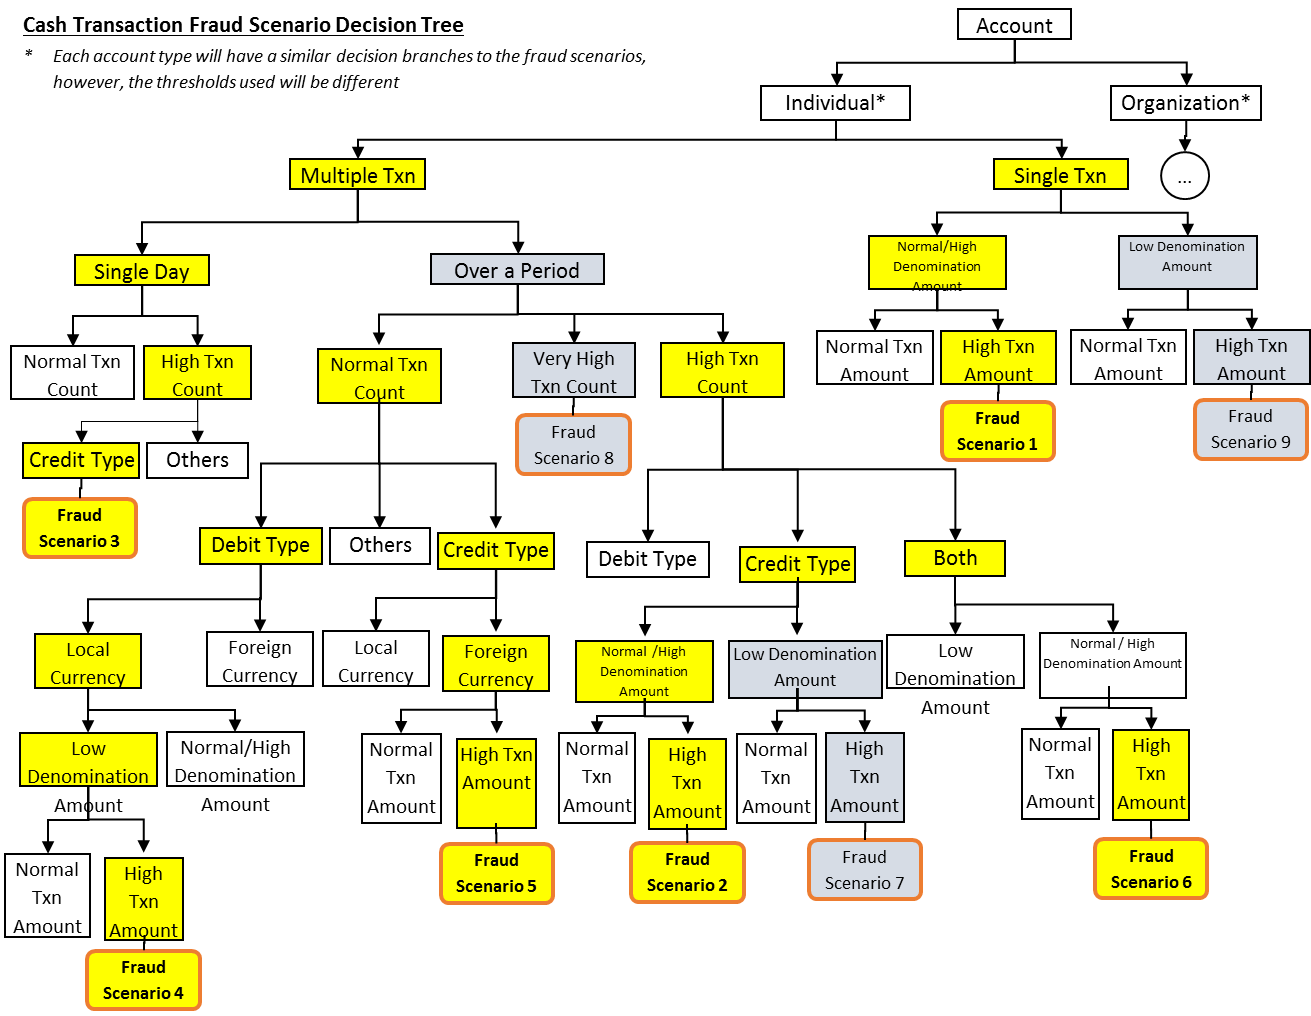 Cash Transaction Fraud Scenario Decision Tree
* Each account type will have a similar decision branches to the fraud scenarios,
however, the thresholds used will be different
Account
Individual*
Organization*
Multiple Txn
Single Txn
...
Single Day
Over a Period
Normal/High
Denomination
Amount
Low Denomination
Amount
Normal Txn
Count
High Txn
Count
Normal Txn
Count
Very High
Txn Count
High Txn
Count
Normal Txn
Amount
High Txn
Amount
Normal Txn
Amount
High Txn
Amount
Fraud
Scenario 8
Fraud
Scenario 1
Fraud
Scenario 9
Credit Type
Others
Fraud
Scenario 3
Debit Type
Others
Credit Type
Debit Type
Credit Type
Both
Local
Currency
Foreign
Currency
Local
Currency
Foreign
Currency
Normal /High
Denomination
Amount
Low Denomination
Amount
Low
Denomination
Amount
Normal / High
Denomination Amount
Low
Denomination
Amount
Normal/High
Denomination
Amount
Normal
Txn
Amount
High Txn
Amount
Normal
Txn
Amount
High
Txn
Amount
Normal
Txn
Amount
High
Txn
Amount
Normal
Txn
Amount
High
Txn
Amount
Fraud
Scenario 5
Fraud
Scenario 2
Fraud
Scenario 7
Fraud
Scenario 6
Normal
Txn
Amount
High
Txn
Amount
Fraud
Scenario 4